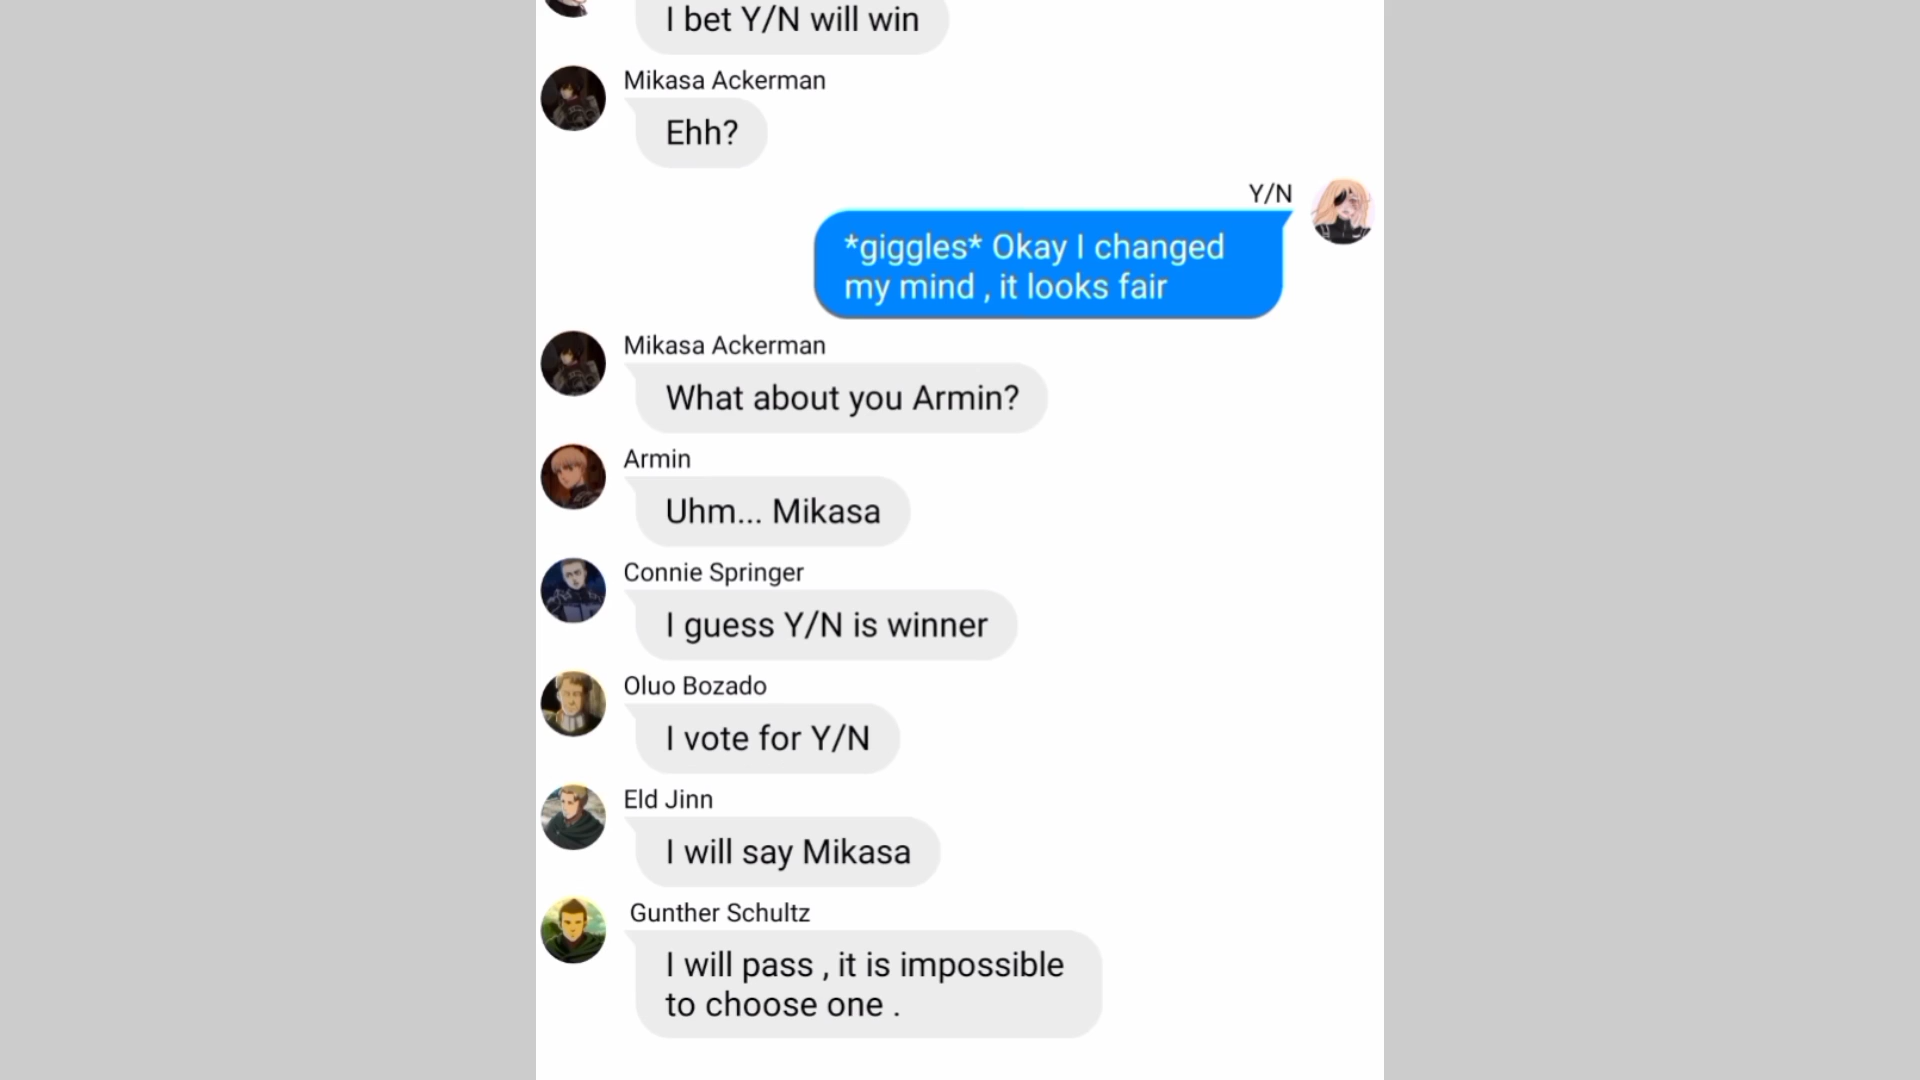 I bet Y/N will win
Mikasa Ackerman
Ehh?
Y/N
*giggles* Okay I changed
my mind , it looks fair
Mikasa Ackerman
What about you Armin?
Armin
Uhm... Mikasa
Connie Springer
I guess Y/N is winner
Oluo Bozado
I vote for Y/N
Eld Jinn
I will say Mikasa
Gunther Schultz
I will pass , it is impossible
to choose one .